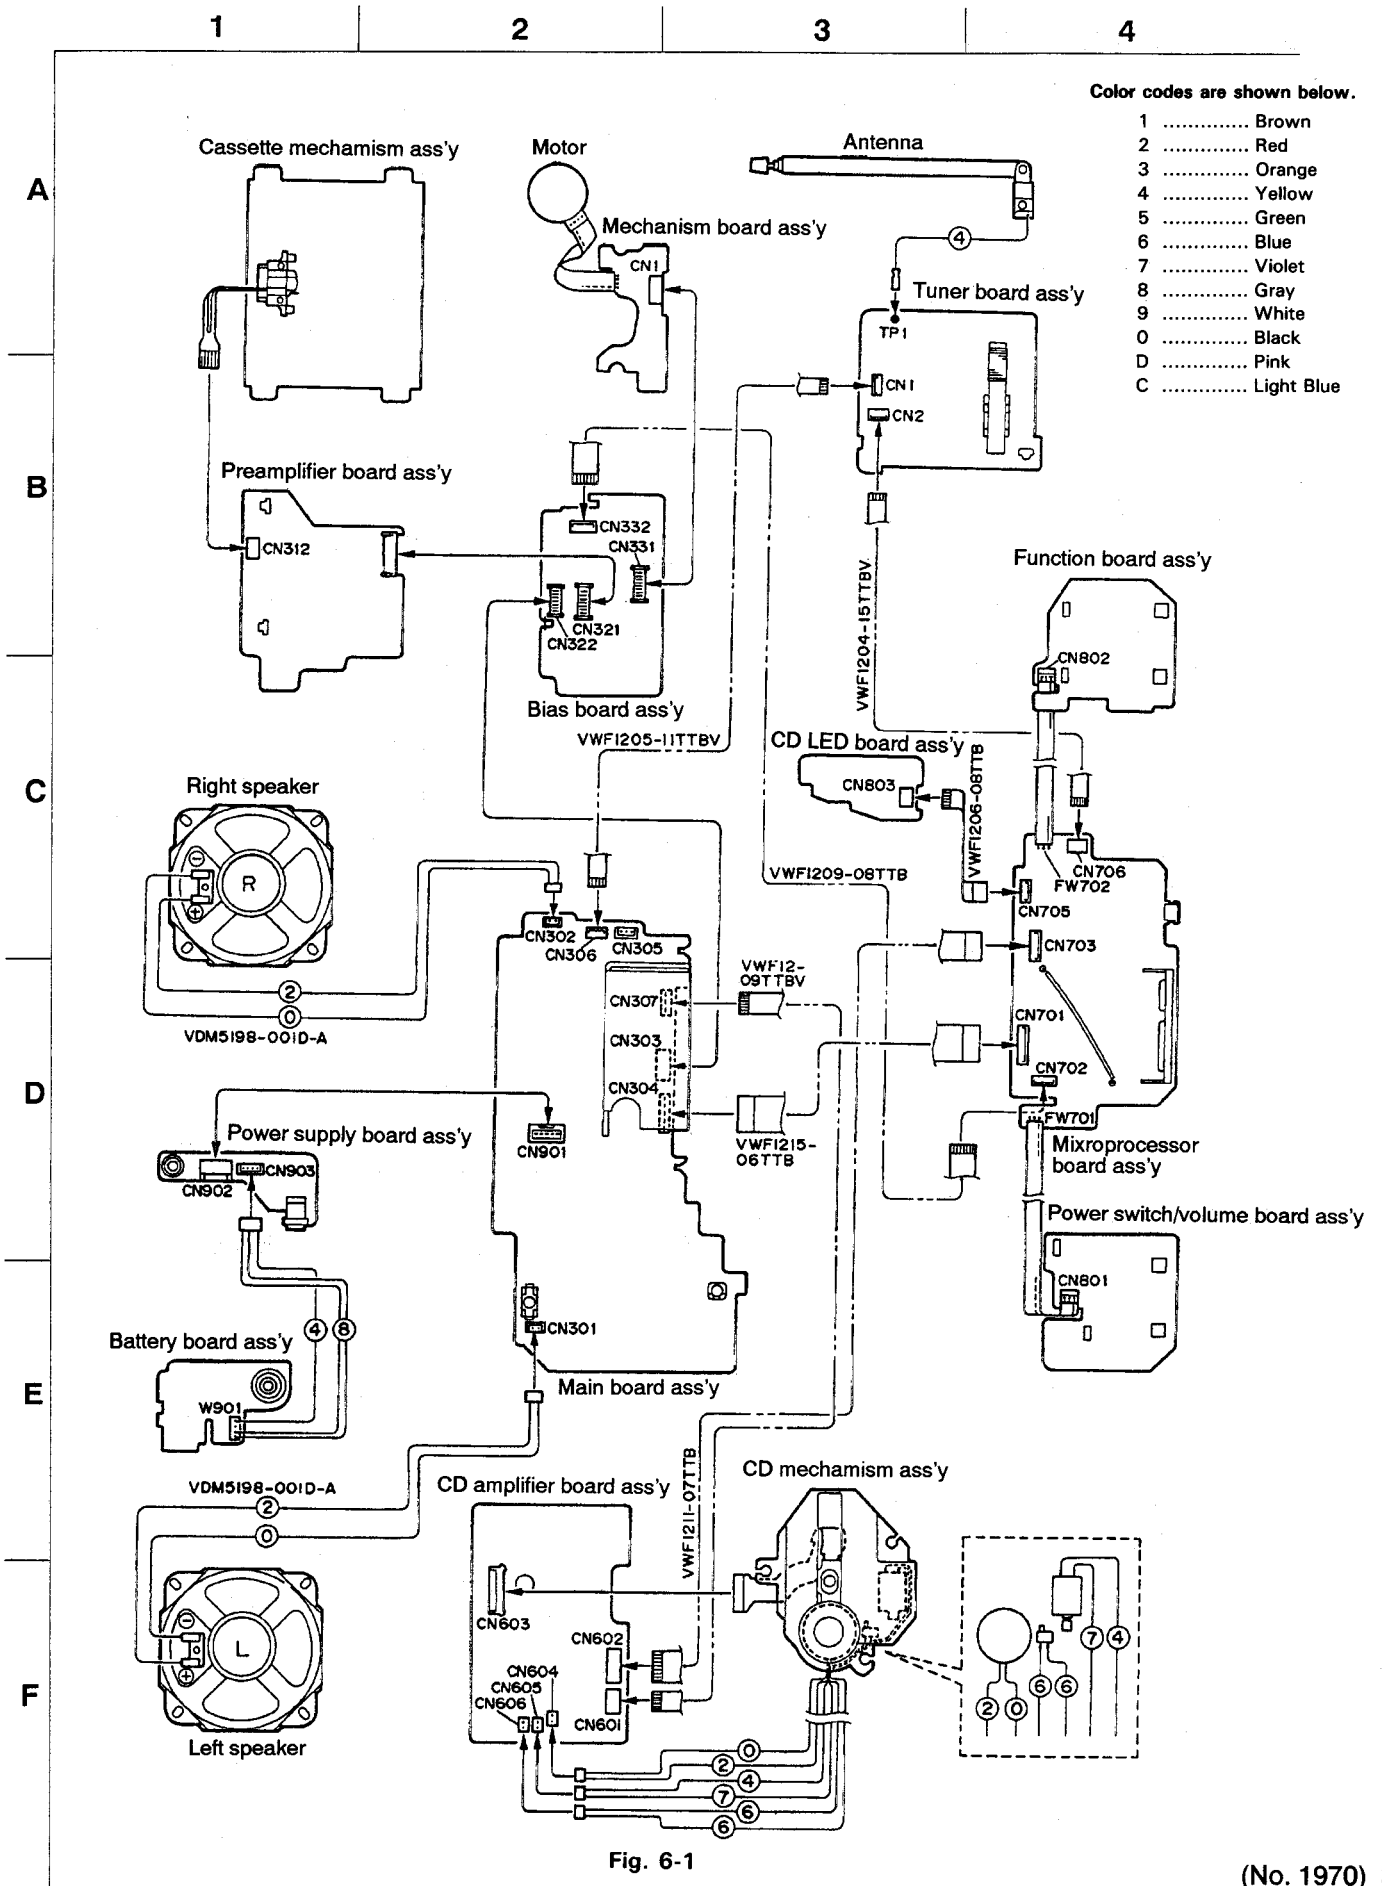 1 2 3 4
Color codes are shown below.
1 .............. Brown
2 .............. Red
3 .............. Orange
4 .............. Yellow
5 .............. Green
6 .............. Blue
7 .............. Violet
8 .............. Gray
9 .............. White
0 .............. Black
D .............. Pink
C .............. Light Blue
A
Cassette mechamism ass'y
Motor
Antenna
Mechanism board ass'y
CN1
4
Tuner board ass'y
TP1
CN1
CN2
B
Preamplifier board ass'y
CN312
CN332
CN331
CN321
CN322
Bias board ass'y
VWF1204-15TTBV
Function board ass'y
CN802
C
VWF1205-11TTBV
CD LED board ass'y
CN803
VWF1206-08TTB
Right speaker
R
VWF1209-08TTB
CN706
FW702
CN705
CN703
CN302
CN306
CN305
D
2
0
VDM5198-001D-A
CN307
CN303
CN304
VWF12-
09TTBV
VWF1215-
06TTB
CN701
CN702
FW701
Mixroprocessor
board ass'y
Power supply board ass'y
CN902
CN903
CN901
Power switch/volume board ass'y
CN801
E
4
8
Battery board ass'y
W901
CN301
Main board ass'y
VDM5198-001D-A
2
0
CD amplifier board ass'y
VWF1211-07TTB
CD mechamism ass'y
F
L
Left speaker
CN603
CN602
CN604
CN605
CN606
CN601
0
2
4
7
6
6
7
4
6
6
2
0
Fig. 6-1
(No. 1970)